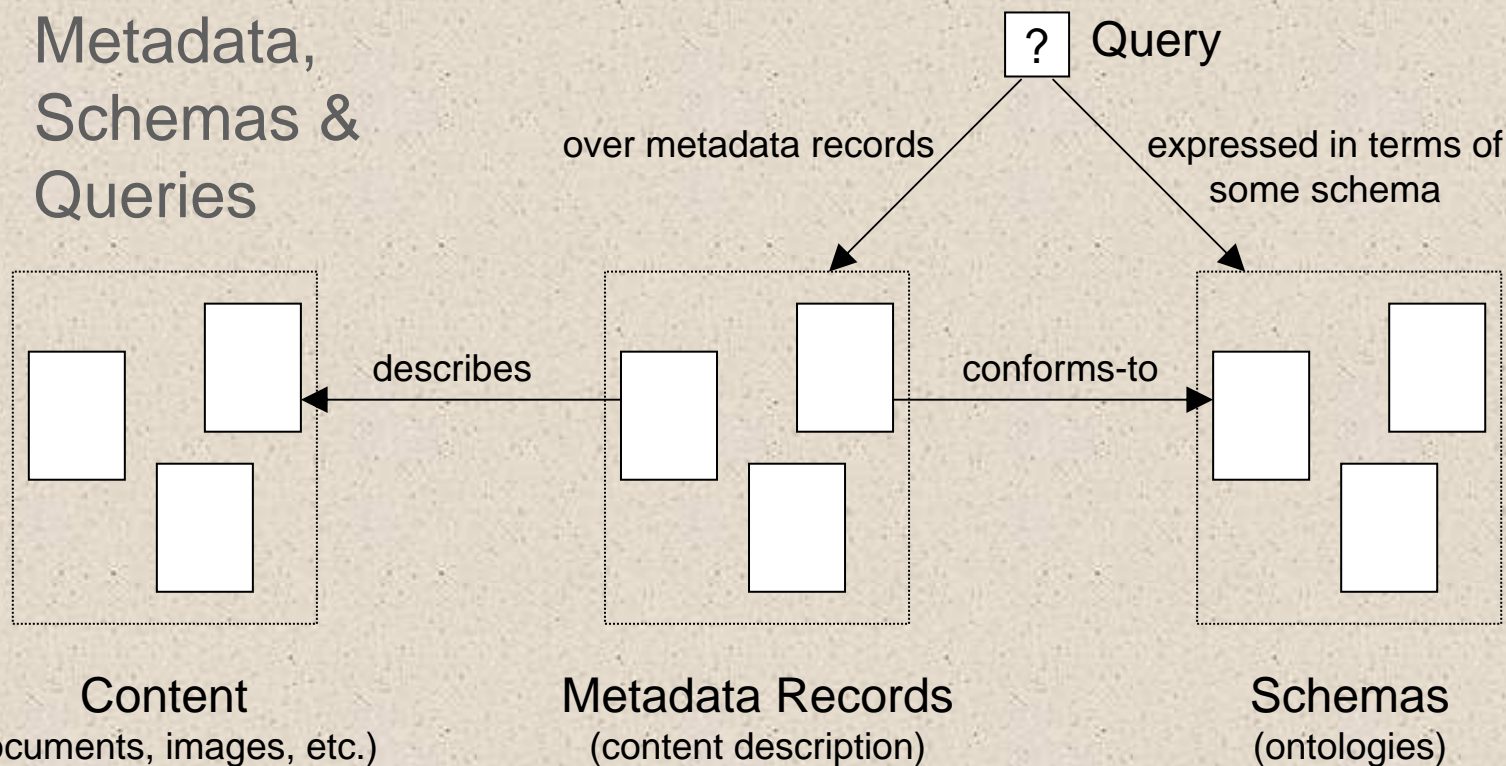 Metadata,
Schemas &
Queries
? Query
over metadata records
expressed in terms of
some schema
describes
conforms-to
Content
ocuments, images, etc.)
Metadata Records
(content description)
Schemas
(ontologies)